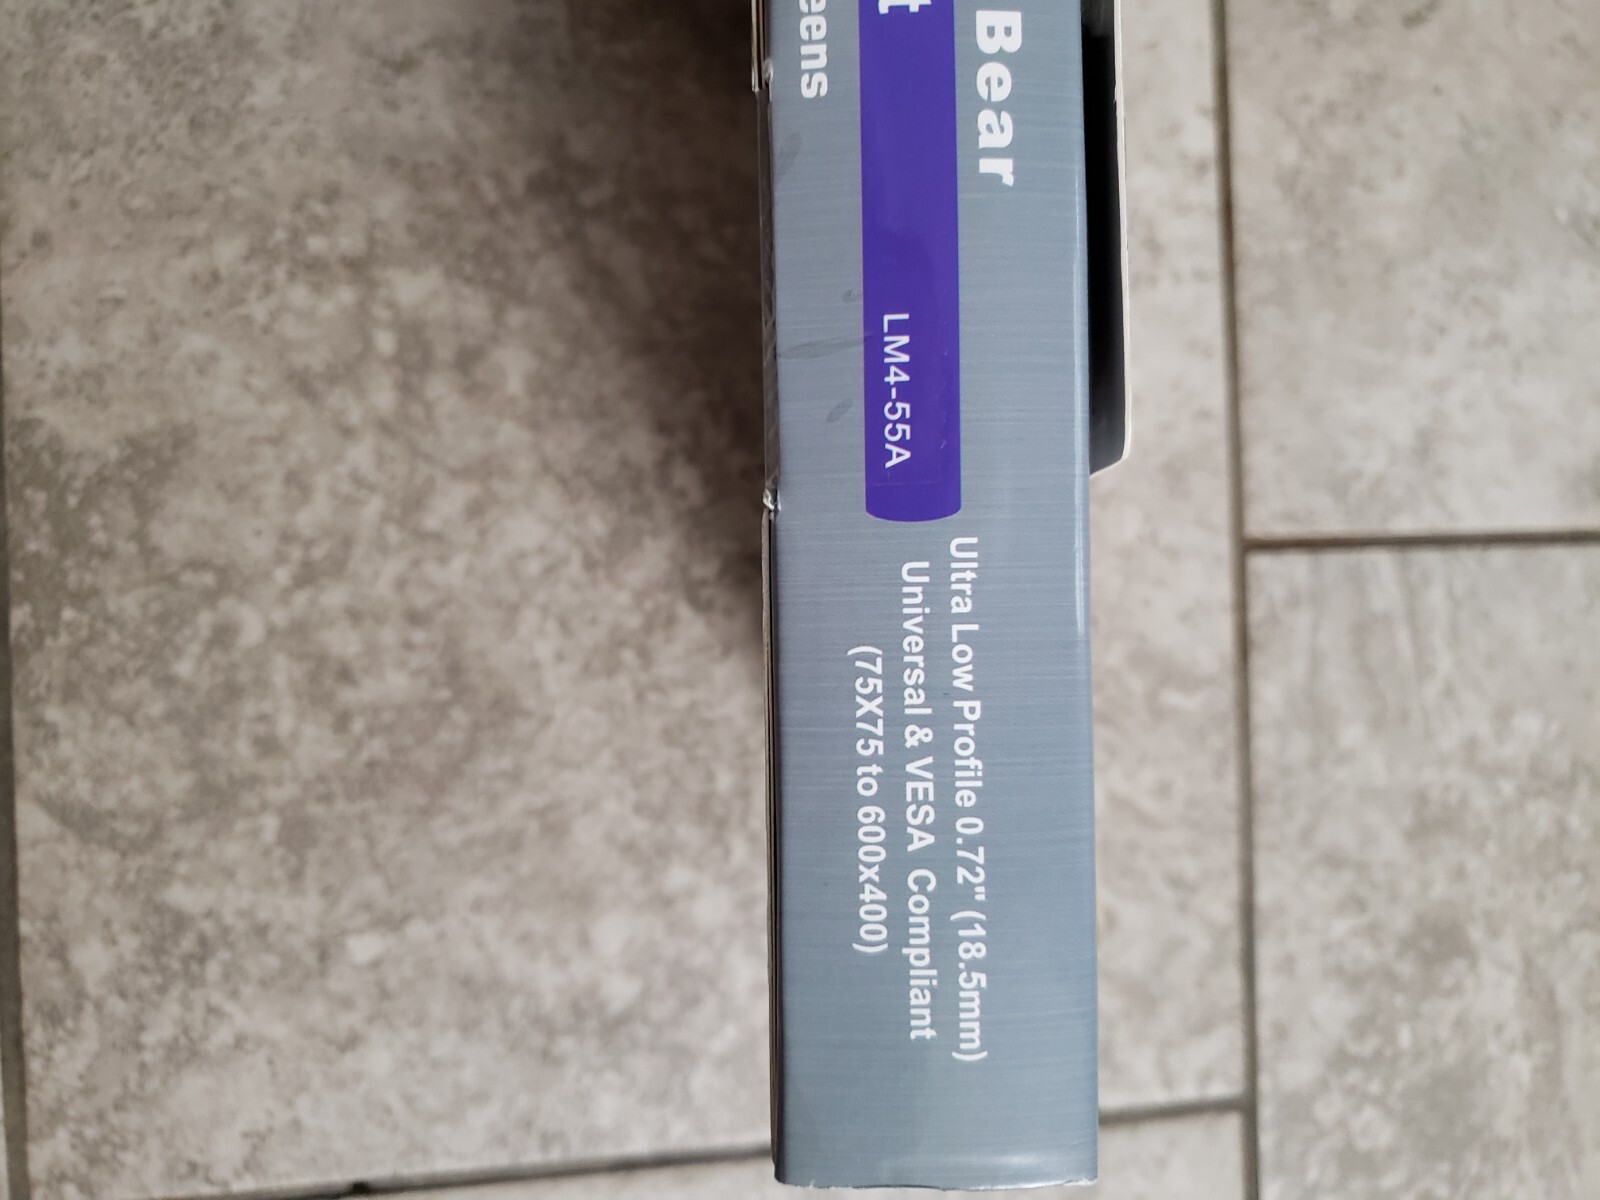 Bear
LM4-55A
Ultra Low Profile 0.72" (18.5mm)
Universal & VESA Compliant
(75X75 to 600x400)